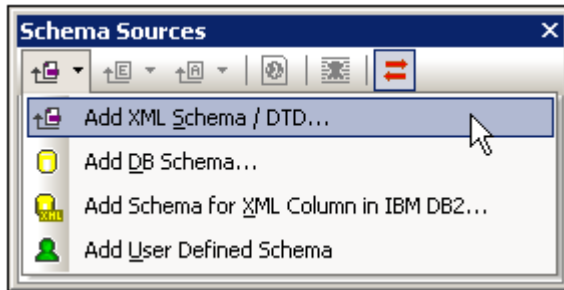 Schema Sources
Add XML Schema / DTD...
Add DB Schema...
Add Schema for XML Column in IBM DB2...
Add User Defined Schema